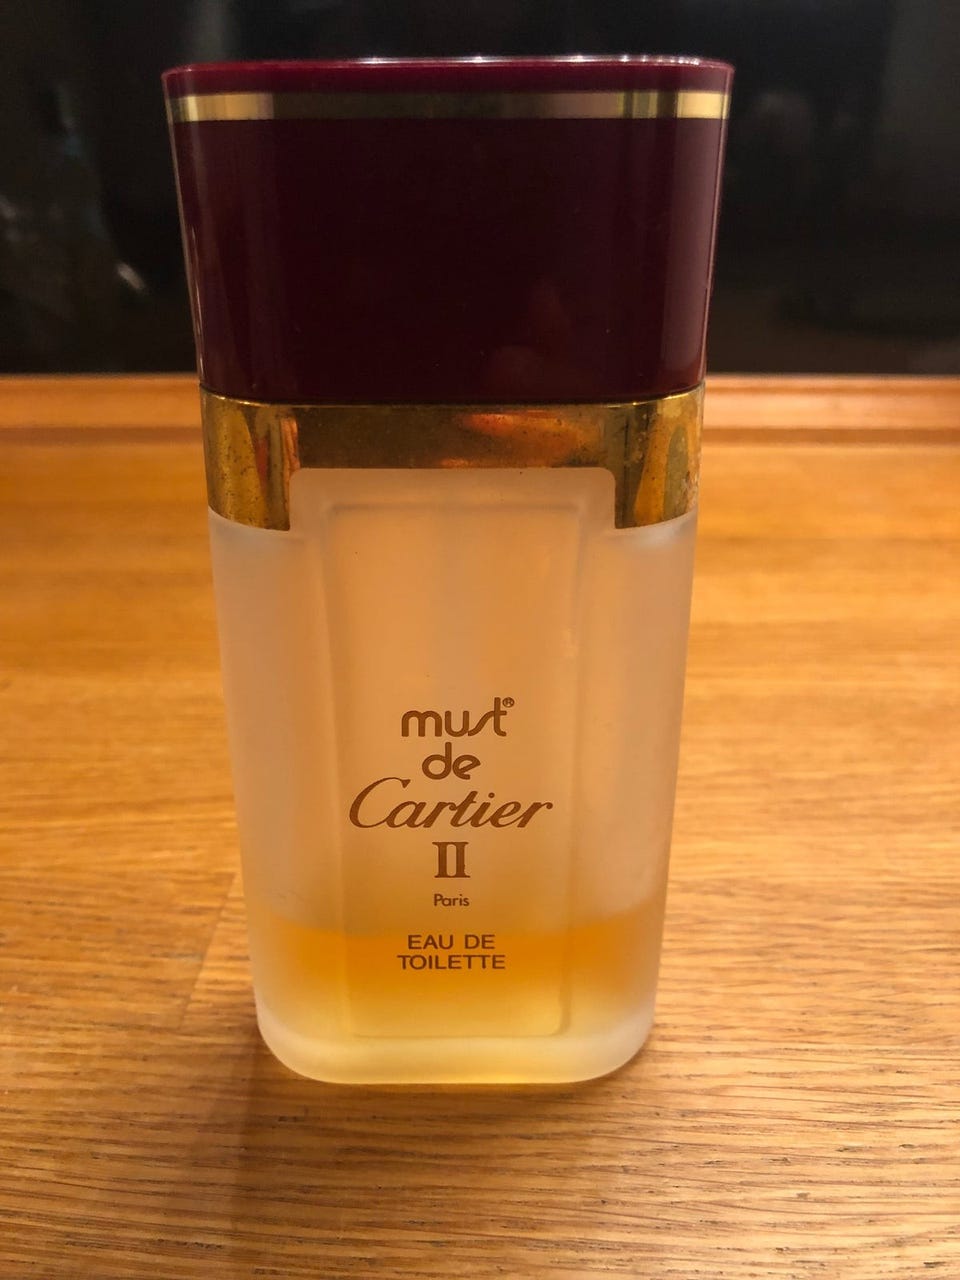 must®
de
Cartier
II
Paris
EAU DE
TOILETTE